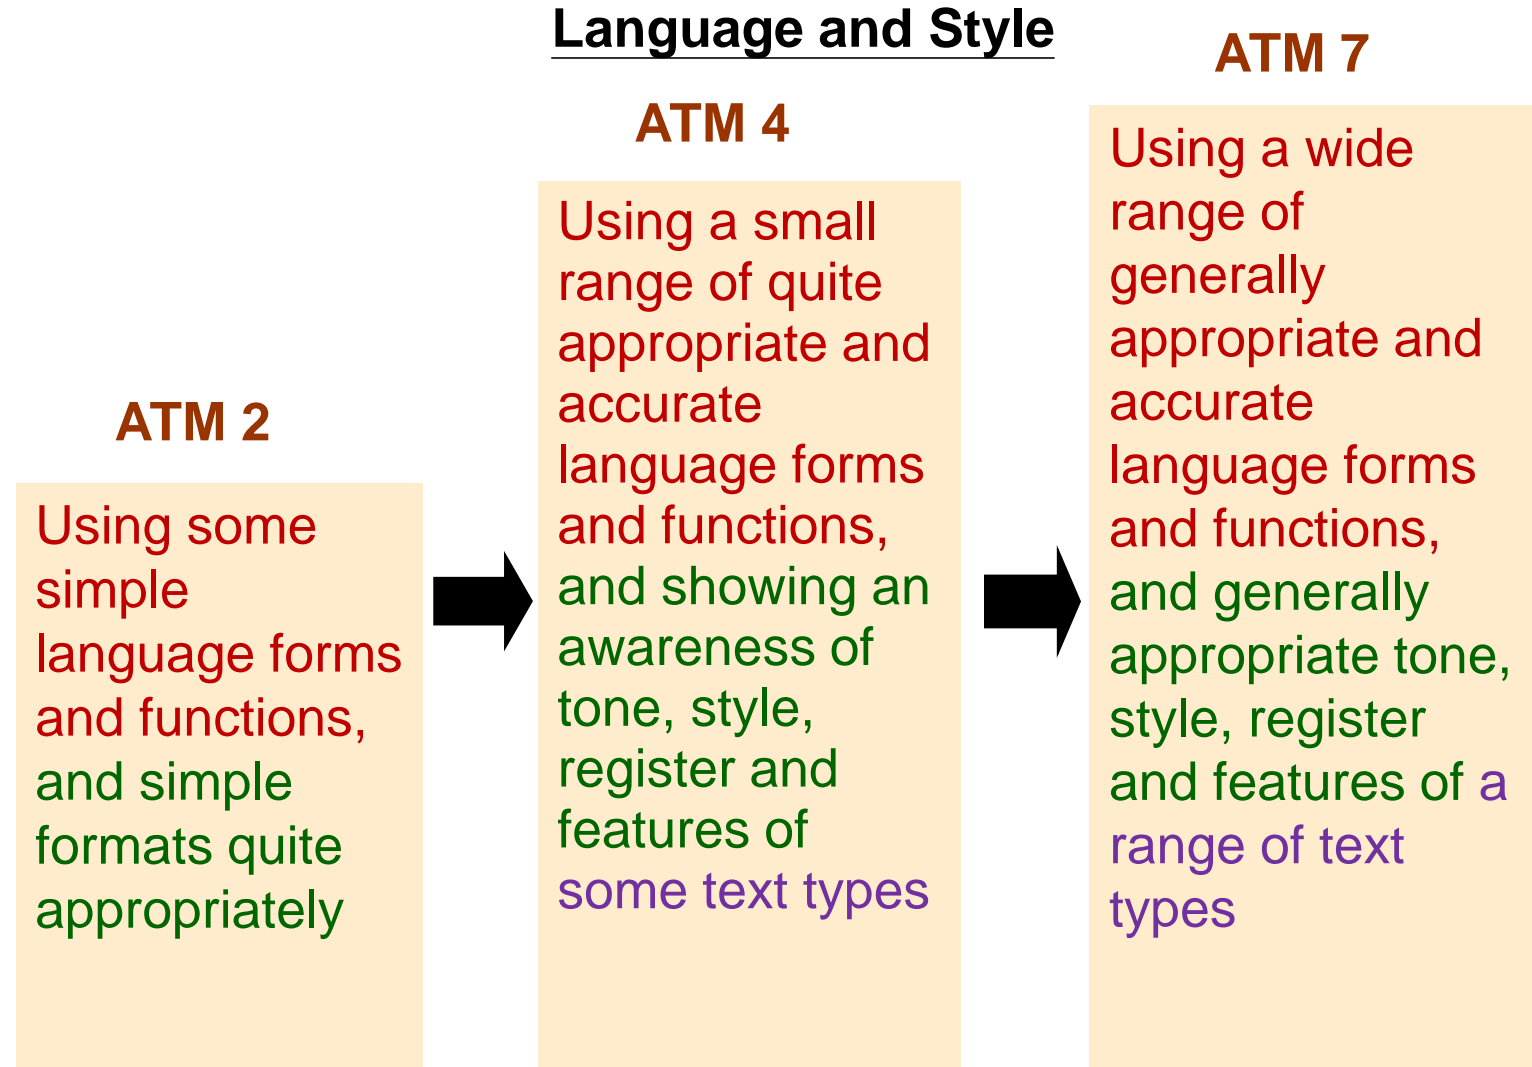 Language and Style
ATM 2
Using some
simple
language forms
and functions,
and simple
formats quite
appropriately
ATM 4
Using a small
range of quite
appropriate and
accurate
language forms
and functions,
and showing an
awareness of
tone, style,
register and
features of
some text types
ATM 7
Using a wide
range of
generally
appropriate and
accurate
language forms
and functions,
and generally
appropriate tone,
style, register
and features of a
range of text
types